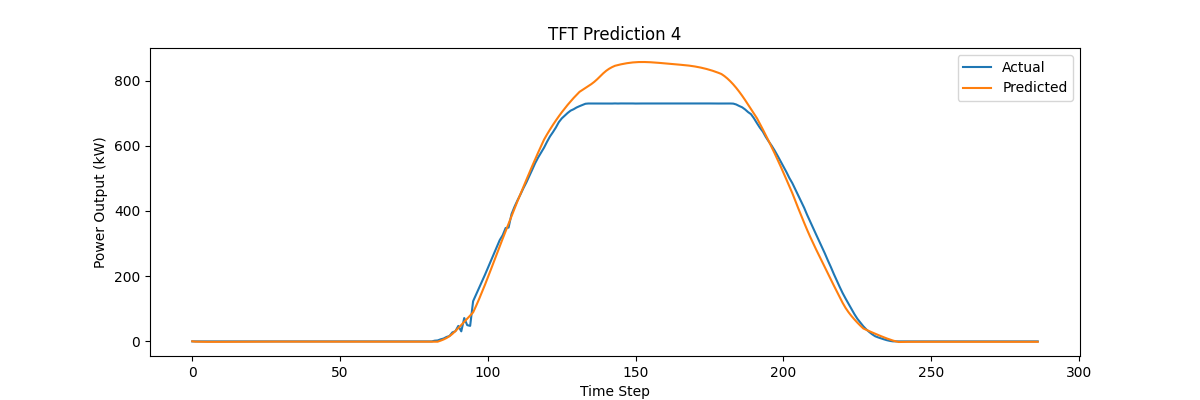 TFT Prediction 4
Actual
Predicted
Power Output (kW)
800
600
400
200
0
0 50 100 150 200 250 300
Time Step